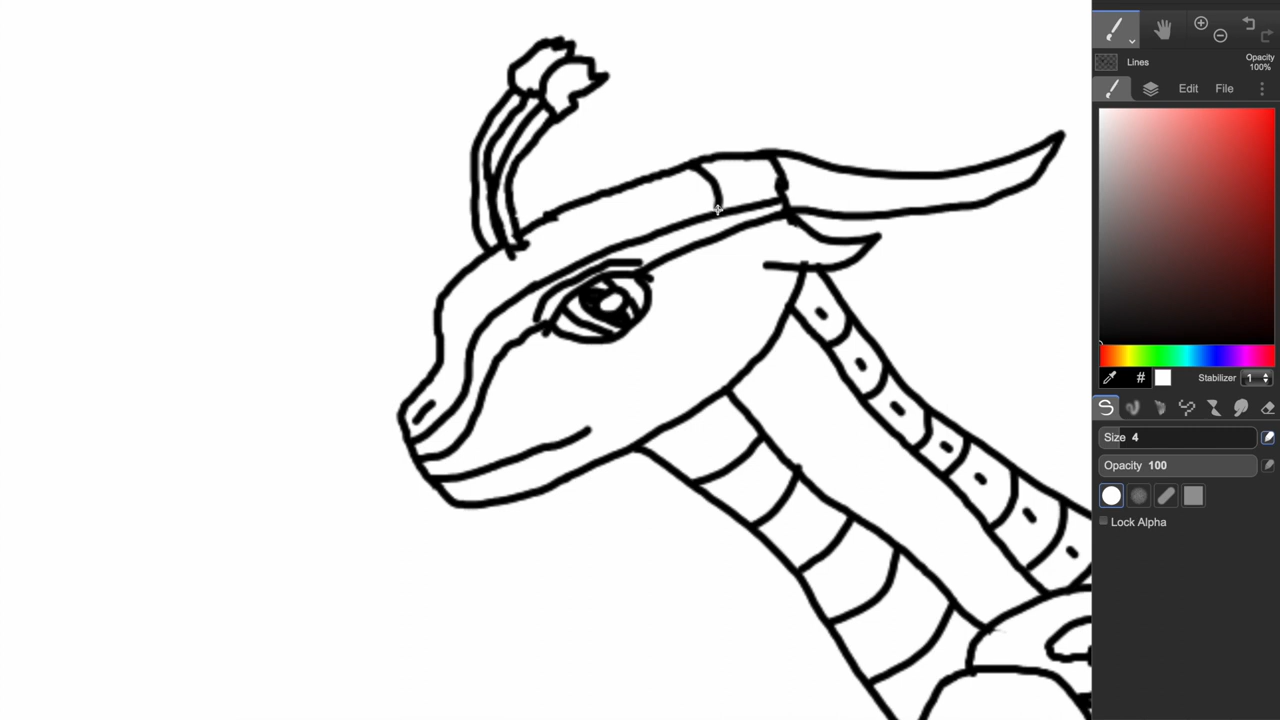 Lines
Opacity
100%
Edit File
# Stabilizer 1
Size 4
Opacity 100
Lock Alpha